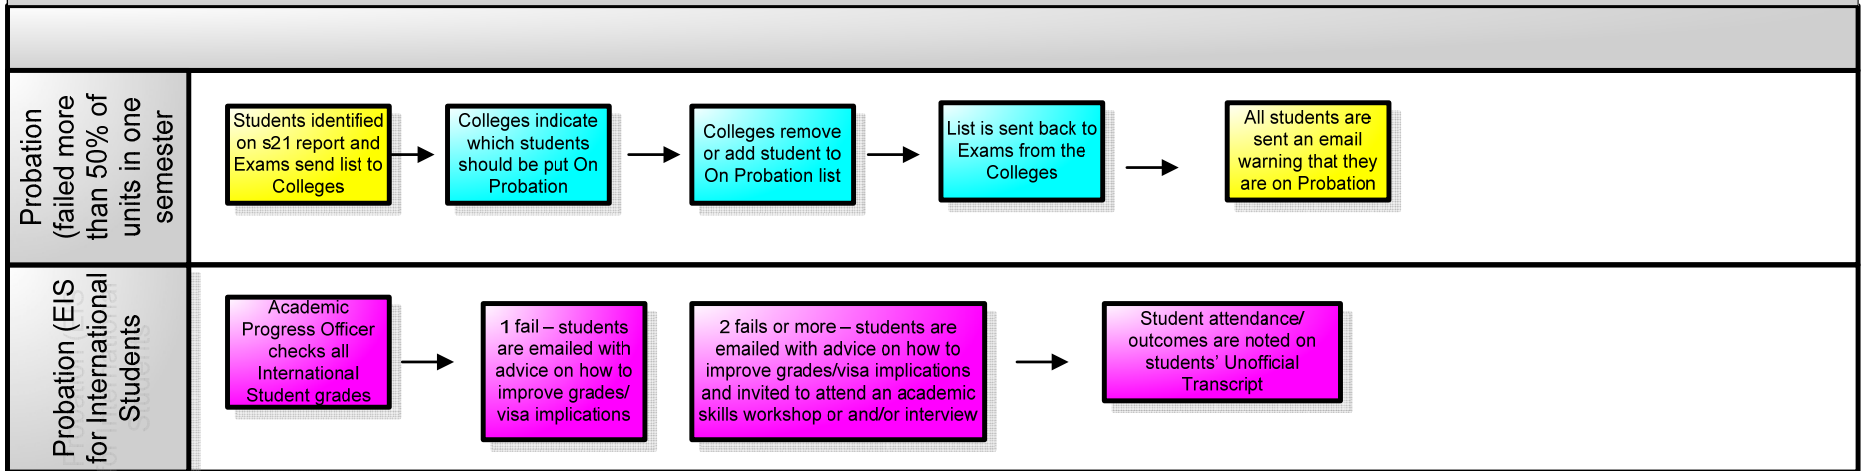 Probation
(failed more
than 50% of
units in one
semester
Students identified
on s21 report and
Exams send list to
Colleges
Colleges indicate
which students
should be put On
Probation
Colleges remove
or add student to
On Probation list
List is sent back to
Exams from the
Colleges
All students are
sent an email
warning that they
are on Probation
Probation (EIS
for International
Students
Academic
Progress Officer
checks all
International
Student grades
1 fail – students
are emailed with
advice on how to
improve grades/
visa implications
2 fails or more – students are
emailed with advice on how to
improve grades/visa implications
and invited to attend an academic
skills workshop or and/or interview
Student attendance/
outcomes are noted on
students’ Unofficial
Transcript